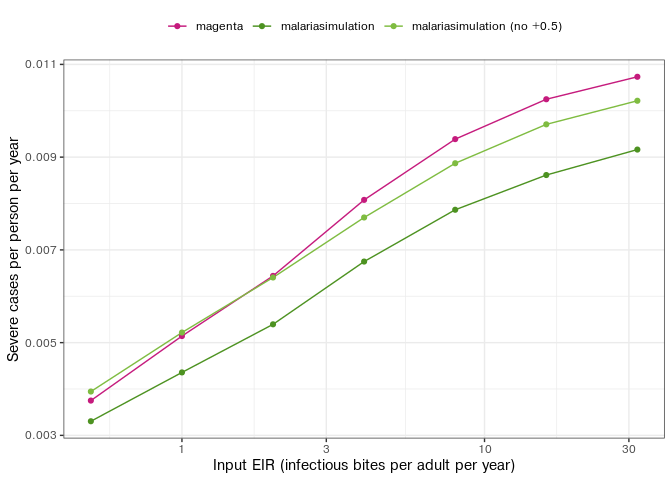 magenta malariasimulation malariasimulation (no +0.5)
Severe cases per person per year
0.011
0.009
0.007
0.005
0.003
1 3 10 30
Input EIR (infectious bites per adult per year)